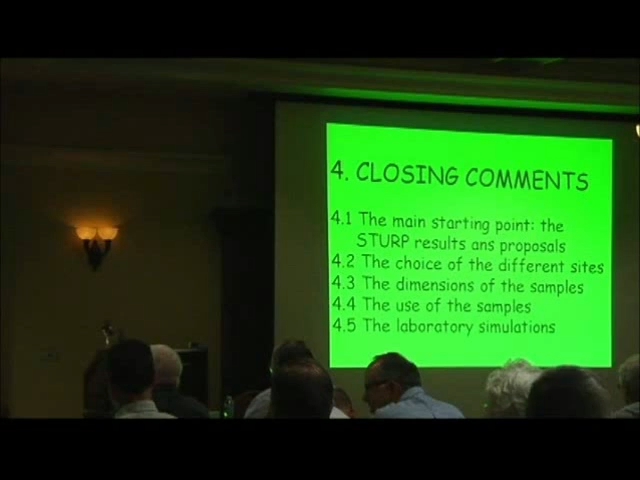 4. CLOSING COMMENTS
4.1 The main starting point: the
STURP results ans proposals
4.2 The choice of the different sites
4.3 The dimensions of the samples
4.4 The use of the samples
4.5 The laboratory simulations